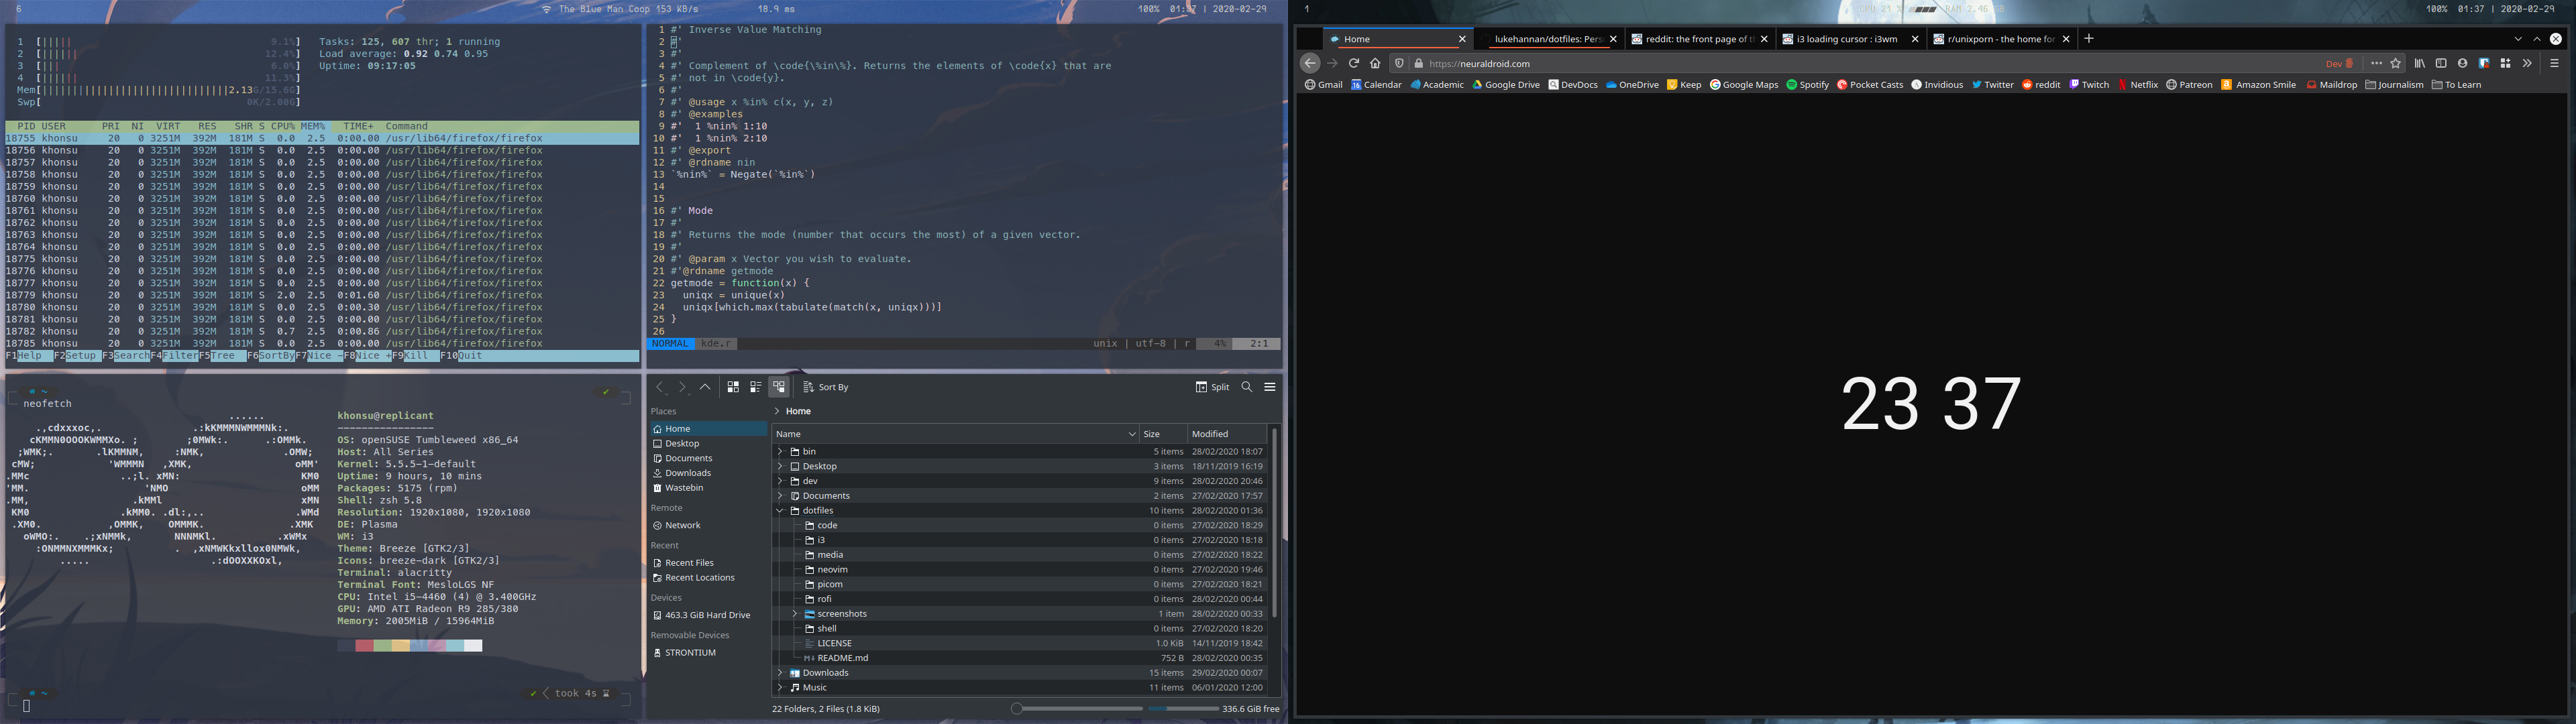 6
The Blue Man Coop 153 KB/s
18.9 ms
100% 01:37 | 2020-02-29
1 [||||| 9.1%] Tasks: 125, 607 thr; 1 running
2 [|||||| 12.4%] Load average: 0.92 0.74 0.95
3 [||| 6.0%] Uptime: 09:17:05
4 [|||||| 11.3%]
Mem[|||||||||||||||||||||||||||||||2.13G/15.6G]
Swp[ 0K/2.00G]
PID USER PRI NI VIRT RES SHR S CPU% MEM% TIME+ Command
18755 khonsu 20 0 3251M 392M 181M S 0.0 2.5 0:00.00 /usr/lib64/firefox/firefox
18756 khonsu 20 0 3251M 392M 181M S 0.0 2.5 0:00.00 /usr/lib64/firefox/firefox
18757 khonsu 20 0 3251M 392M 181M S 0.0 2.5 0:00.00 /usr/lib64/firefox/firefox
18758 khonsu 20 0 3251M 392M 181M S 0.0 2.5 0:00.00 /usr/lib64/firefox/firefox
18759 khonsu 20 0 3251M 392M 181M S 0.0 2.5 0:00.00 /usr/lib64/firefox/firefox
18760 khonsu 20 0 3251M 392M 181M S 0.0 2.5 0:00.00 /usr/lib64/firefox/firefox
18761 khonsu 20 0 3251M 392M 181M S 0.0 2.5 0:00.00 /usr/lib64/firefox/firefox
18762 khonsu 20 0 3251M 392M 181M S 0.0 2.5 0:00.00 /usr/lib64/firefox/firefox
18763 khonsu 20 0 3251M 392M 181M S 0.0 2.5 0:00.00 /usr/lib64/firefox/firefox
18764 khonsu 20 0 3251M 392M 181M S 0.0 2.5 0:00.00 /usr/lib64/firefox/firefox
18775 khonsu 20 0 3251M 392M 181M S 0.0 2.5 0:00.00 /usr/lib64/firefox/firefox
18776 khonsu 20 0 3251M 392M 181M S 0.0 2.5 0:00.00 /usr/lib64/firefox/firefox
18777 khonsu 20 0 3251M 392M 181M S 0.0 2.5 0:00.00 /usr/lib64/firefox/firefox
18779 khonsu 20 0 3251M 392M 181M S 2.0 2.5 0:01.60 /usr/lib64/firefox/firefox
18780 khonsu 20 0 3251M 392M 181M S 0.0 2.5 0:00.30 /usr/lib64/firefox/firefox
18781 khonsu 20 0 3251M 392M 181M S 0.0 2.5 0:00.00 /usr/lib64/firefox/firefox
18782 khonsu 20 0 3251M 392M 181M S 0.7 2.5 0:00.86 /usr/lib64/firefox/firefox
18785 khonsu 20 0 3251M 392M 181M S 0.0 2.5 0:00.00 /usr/lib64/firefox/firefox
F1Help F2Setup F3SearchF4FilterF5Tree F6SortByF7Nice -F8Nice +F9Kill F10Quit
1 #' Inverse Value Matching
2 #'
3 #'
4 #' Complement of \code{\%in\%}. Returns the elements of \code{x} that are
5 #' not in \code{y}.
6 #'
7 #' @usage x %nin% c(x, y, z)
8 #' @examples
9 #' 1 %nin% 1:10
10 #' 1 %nin% 2:10
11 #' @export
12 #' @rdname nin
13 `%nin%` = Negate(`%in%`)
14
15
16 #' Mode
17 #'
18 #' Returns the mode (number that occurs the most) of a given vector.
19 #'
20 #' @param x Vector you wish to evaluate.
21 #'@rdname getmode
22 getmode = function(x) {
23 uniqx = unique(x)
24 uniqx[which.max(tabulate(match(x, uniqx)))]
25 }
26
NORMAL kde.r unix | utf-8 | r 4% 2:1
~
neofetch
khonsu@replicant
----------------
OS: openSUSE Tumbleweed x86_64
Host: All Series
Kernel: 5.5.5-1-default
Uptime: 9 hours, 10 mins
Packages: 5175 (rpm)
Shell: zsh 5.8
Resolution: 1920x1080, 1920x1080
DE: Plasma
WM: i3
Theme: Breeze [GTK2/3]
Icons: breeze-dark [GTK2/3]
Terminal: alacritty
Terminal Font: MesloLGS NF
CPU: Intel i5-4460 (4) @ 3.400GHz
GPU: AMD ATI Radeon R9 285/380
Memory: 2005MiB / 15964MiB
~
took 4s
Sort By Split
Places
Home
Desktop
Documents
Downloads
Wastebin
Remote
Network
Recent
Recent Files
Recent Locations
Devices
463.3 GiB Hard Drive
Removable Devices
STRONTIUM
Home
Name Size Modified
bin 5 items 28/02/2020 18:07
Desktop 3 items 18/11/2019 16:19
dev 9 items 28/02/2020 20:46
Documents 2 items 27/02/2020 17:57
dotfiles 10 items 28/02/2020 01:36
code 0 items 27/02/2020 18:29
i3 0 items 27/02/2020 18:18
media 0 items 27/02/2020 18:22
neovim 0 items 27/02/2020 19:46
picom 0 items 27/02/2020 18:21
rofi 0 items 28/02/2020 00:44
screenshots 1 item 28/02/2020 00:33
shell 0 items 27/02/2020 18:20
LICENSE 1.0 KiB 14/11/2019 18:42
README.md 752 B 28/02/2020 00:35
Downloads 15 items 29/02/2020 00:07
Music 11 items 06/01/2020 12:00
22 Folders, 2 Files (1.8 KiB) 336.6 GiB free
1
CPU 21 % RAM 2.46 GB
100% 01:37 | 2020-02-29
Home
lukehannan/dotfiles: Pers
reddit: the front page of t
i3 loading cursor : i3wm
r/unixporn - the home for
https://neuraldroid.com
Dev
Gmail Calendar Academic Google Drive DevDocs OneDrive Keep Google Maps Spotify Pocket Casts Invidious Twitter reddit Twitch Netflix Patreon Amazon Smile Maildrop Journalism To Learn
23 37